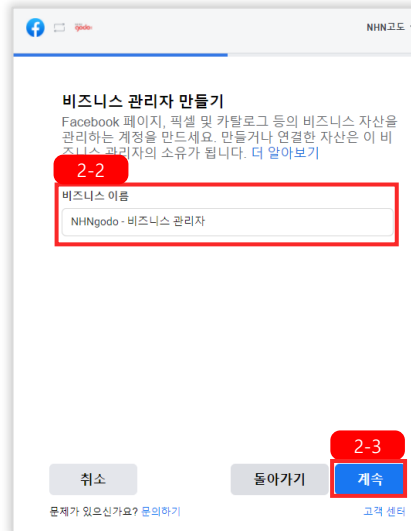 godo
NHN고도
비즈니스 관리자 만들기
Facebook 페이지, 픽셀 및 카탈로그 등의 비즈니스 자산을
관리하는 계정을 만드세요. 만들거나 연결한 자산은 이 비
즈니스 관리자의 소유가 됩니다. 더 알아보기
2-2
비즈니스 이름
NHNgodo - 비즈니스 관리자
2-3
취소 돌아가기 계속
문제가 있으신가요? 문의하기 고객 센터